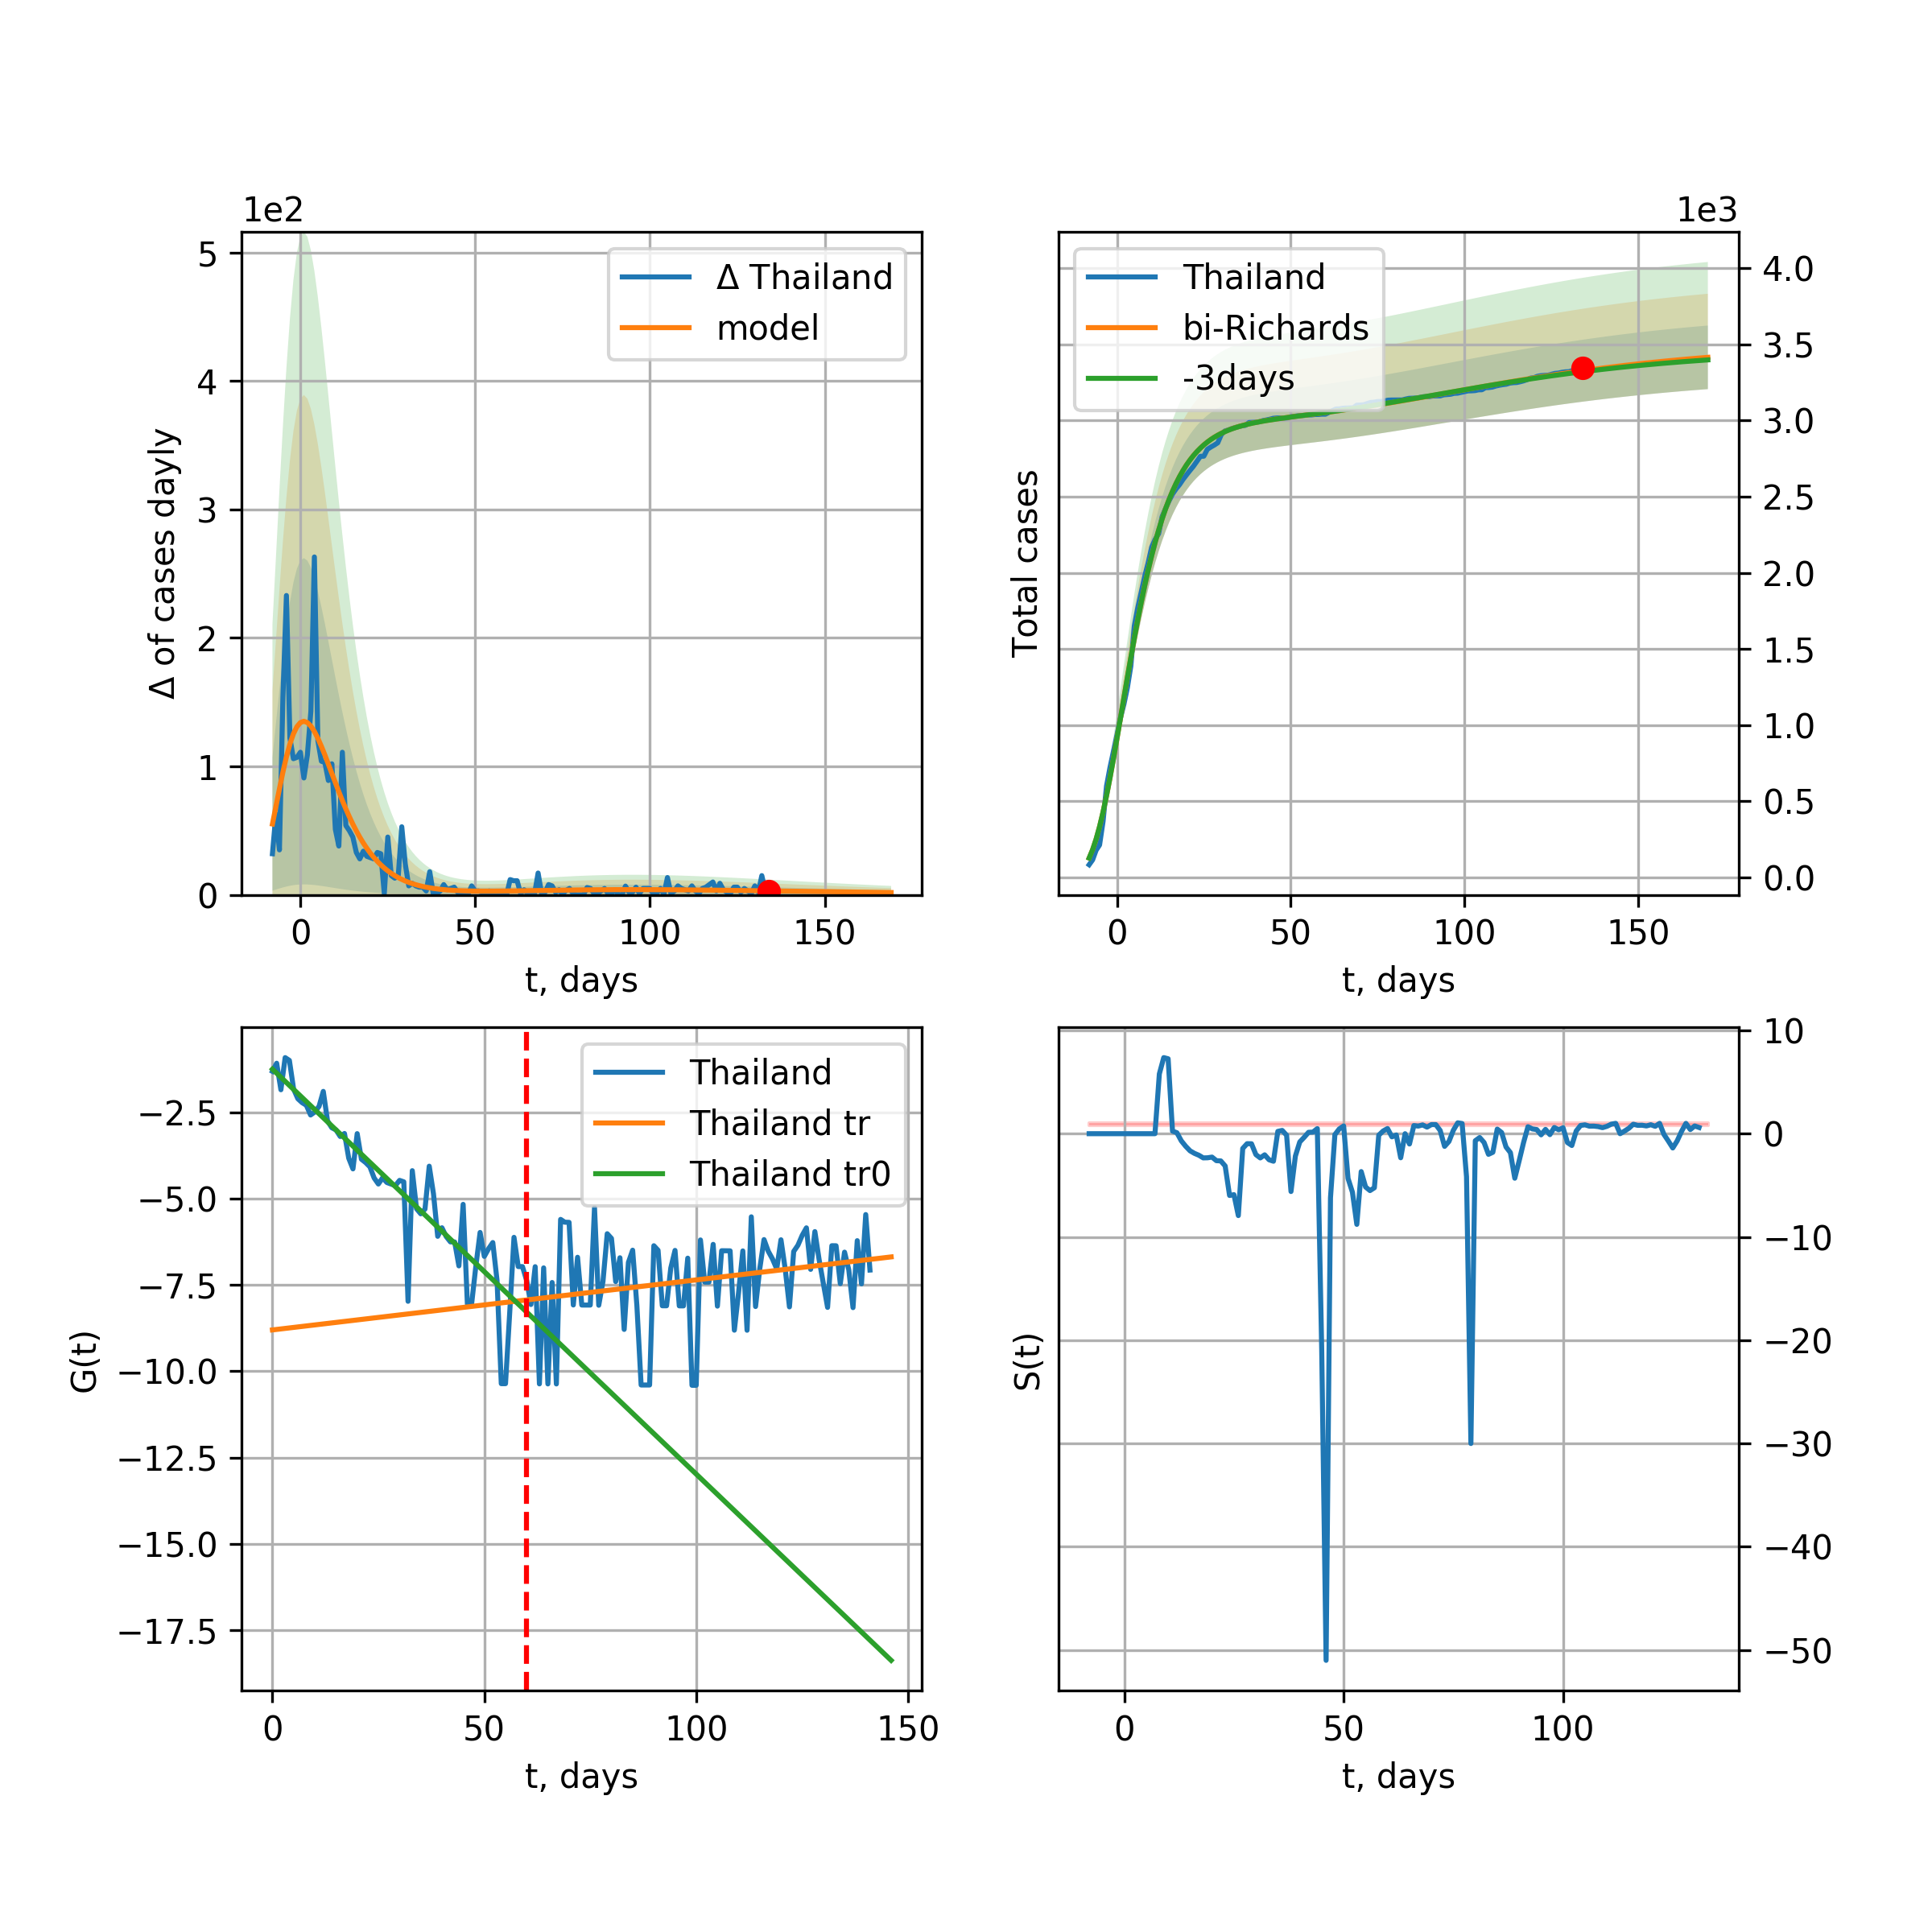 1e2
5
4
3
2
1
0
Δ of cases dayly
Δ Thailand
model
0
50
100
150
t, days
1e3
4.0
3.5
3.0
2.5
2.0
1.5
1.0
0.5
0.0
Total cases
Thailand
bi-Richards
-3days
0
50
100
150
t, days
−2.5
−5.0
−7.5
−10.0
−12.5
−15.0
−17.5
G(t)
Thailand
Thailand tr
Thailand tr0
0
50
100
150
t, days
10
0
−10
−20
−30
−40
−50
S(t)
0
50
100
t, days